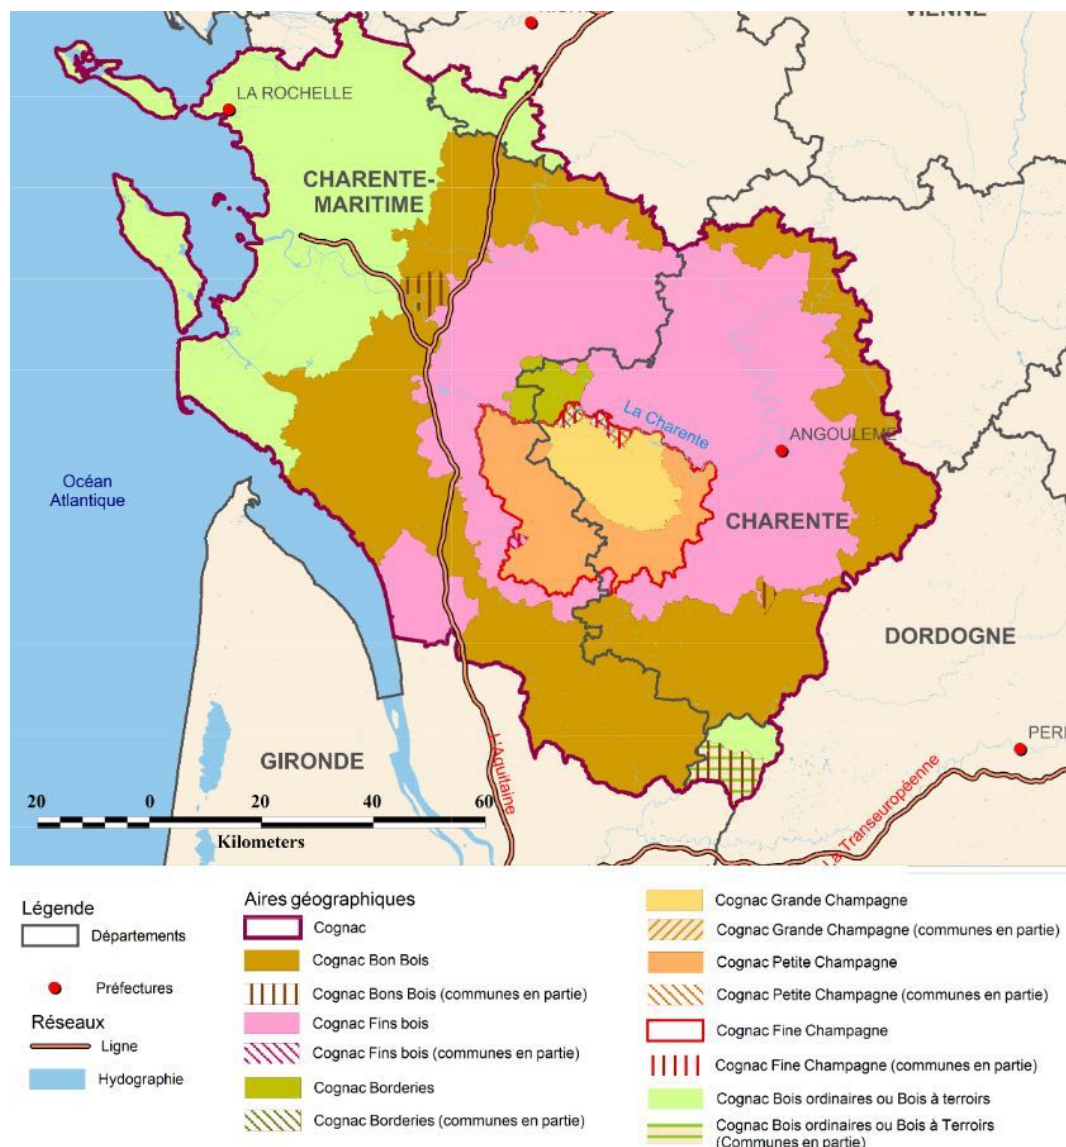 VIENNE
LA ROCHELLE
CHARENTE-
MARITIME
La Charente
ANGOULEME
Océan
Atlantique
CHARENTE
DORDOGNE
GIRONDE
L'Aquitaine
La Transeuropéenne
20 0 20 40 60
Kilometers
Légende
Départements
Préfectures
Réseaux
Ligne
Hydographie
Aires géographiques
Cognac
Cognac Bon Bois
Cognac Bons Bois (communes en partie)
Cognac Fins bois
Cognac Fins bois (communes en partie)
Cognac Borderies
Cognac Borderies (communes en partie)
Cognac Grande Champagne
Cognac Grande Champagne (communes en partie)
Cognac Petite Champagne
Cognac Petite Champagne (communes en partie)
Cognac Fine Champagne
Cognac Fine Champagne (communes en partie)
Cognac Bois ordinaires ou Bois à terroirs
Cognac Bois ordinaires ou Bois à Terroirs
(Communes en partie)